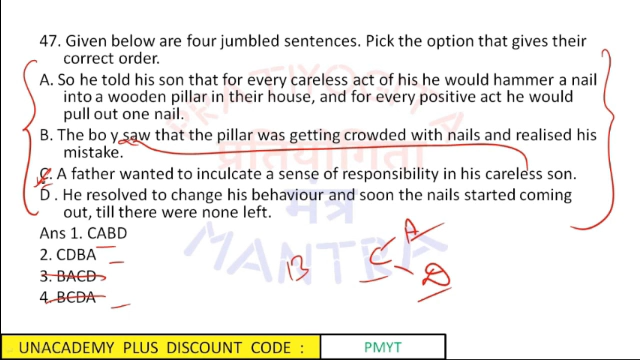 47. Given below are four jumbled sentences. Pick the option that gives their
correct order.
A. So he told his son that for every careless act of his he would hammer a nail
into a wooden pillar in their house, and for every positive act he would
pull out one nail.
B. The bo y saw that the pillar was getting crowded with nails and realised his
mistake.
C. A father wanted to inculcate a sense of responsibility in his careless son.
D . He resolved to change his behaviour and soon the nails started coming
out, till there were none left.
Ans 1. CABD
2. CDBA
3. BACD
4. BCDA
A
B C
D
PRATIYOGITA
प्रतियोगिता
मंत्र
MANTRA
UNACADEMY PLUS DISCOUNT CODE : PMYT